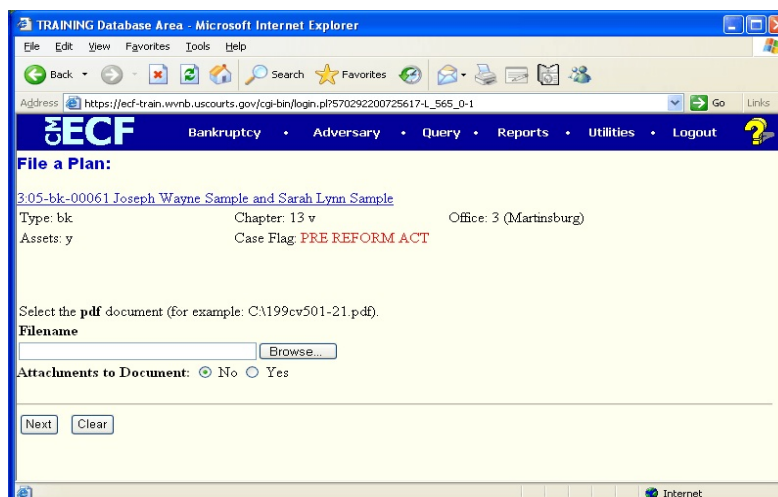 TRAINING Database Area - Microsoft Internet Explorer
File Edit View Favorites Tools Help
Back Search Favorites
Address https://ecf-train.wvnb.uscourts.gov/cgi-bin/login.pl?570292200725617-L_565_0-1 Go Links
CM ECF Bankruptcy • Adversary • Query • Reports • Utilities • Logout ?
File a Plan:
3:05-bk-00061 Joseph Wayne Sample and Sarah Lynn Sample
Type: bk Chapter: 13 v Office: 3 (Martinsburg)
Assets: y Case Flag: PRE REFORM ACT
Select the pdf document (for example: C:\199cv501-21.pdf).
Filename
Browse...
Attachments to Document: No Yes
Next Clear
Internet